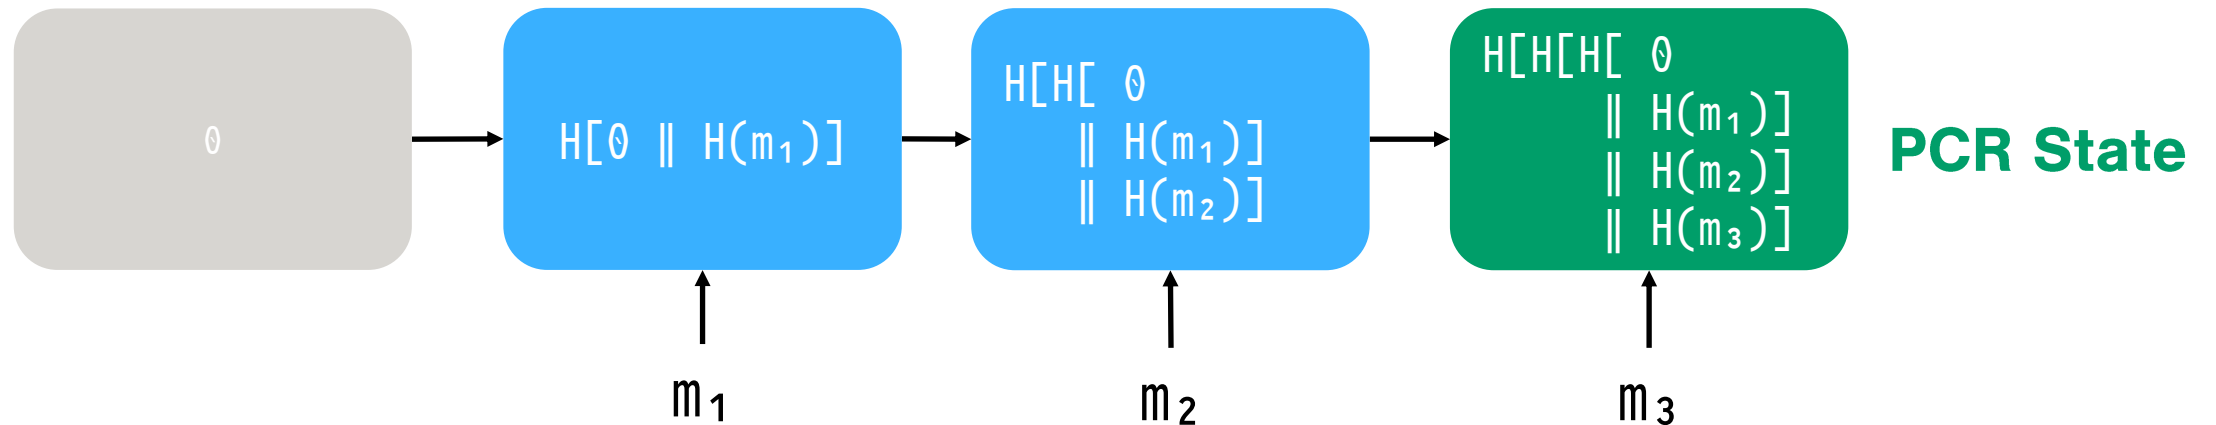 0
H[0 ‖ H(m₁)]
H[H[ 0
‖ H(m₁)]
‖ H(m₂)]
H[H[H[ 0
‖ H(m₁)]
‖ H(m₂)]
‖ H(m₃)]
PCR State
m₁
m₂
m₃